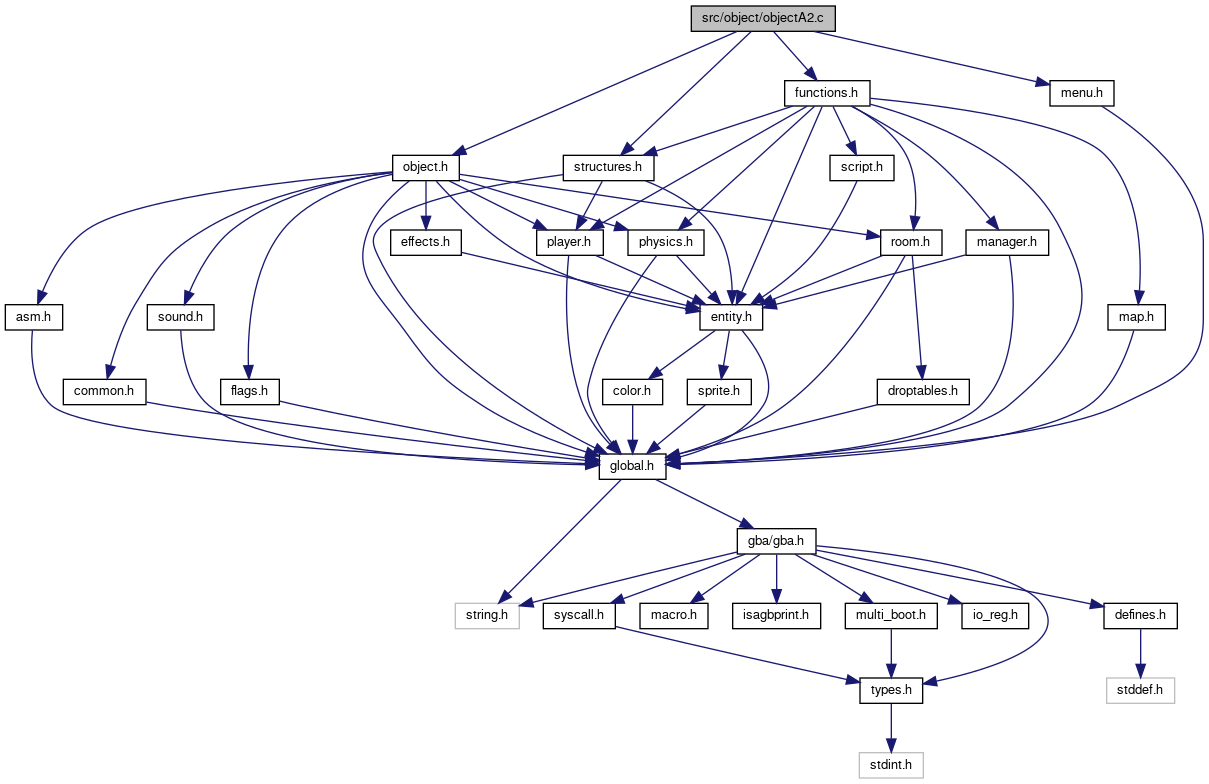 src/object/objectA2.c
functions.h
menu.h
object.h
structures.h
script.h
effects.h
player.h
physics.h
room.h
manager.h
asm.h
sound.h
entity.h
map.h
common.h
flags.h
color.h
sprite.h
droptables.h
global.h
gba/gba.h
string.h
syscall.h
macro.h
isagbprint.h
multi_boot.h
io_reg.h
defines.h
types.h
stddef.h
stdint.h